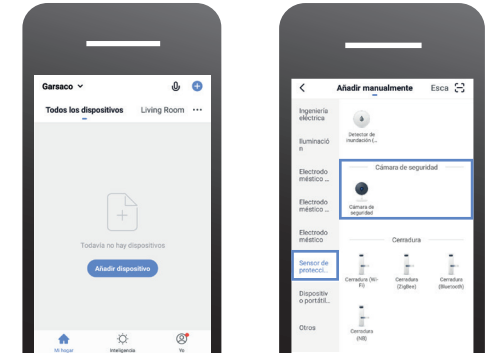 Garsaco
Todos los dispositivos Living Room ...
Todavía no hay dispositivos
Añadir dispositivo
Mi hogar Inteligencia Yo
Añadir manualmente Esca
Ingeniería
eléctrica
Iluminació
n
Electrodo
méstico ...
Electrodo
méstico ...
Electrodo
méstico
Sensor de
protecci...
Dispositiv
o portátil...
Otros
Detector de
inundación (...
Cámara de seguridad
Cámara de
seguridad
Cerradura
Cerradura (Wi-
Fi)
Cerradura
(ZigBee)
Cerradura
(Bluetooth)
Cerradura
(NB)